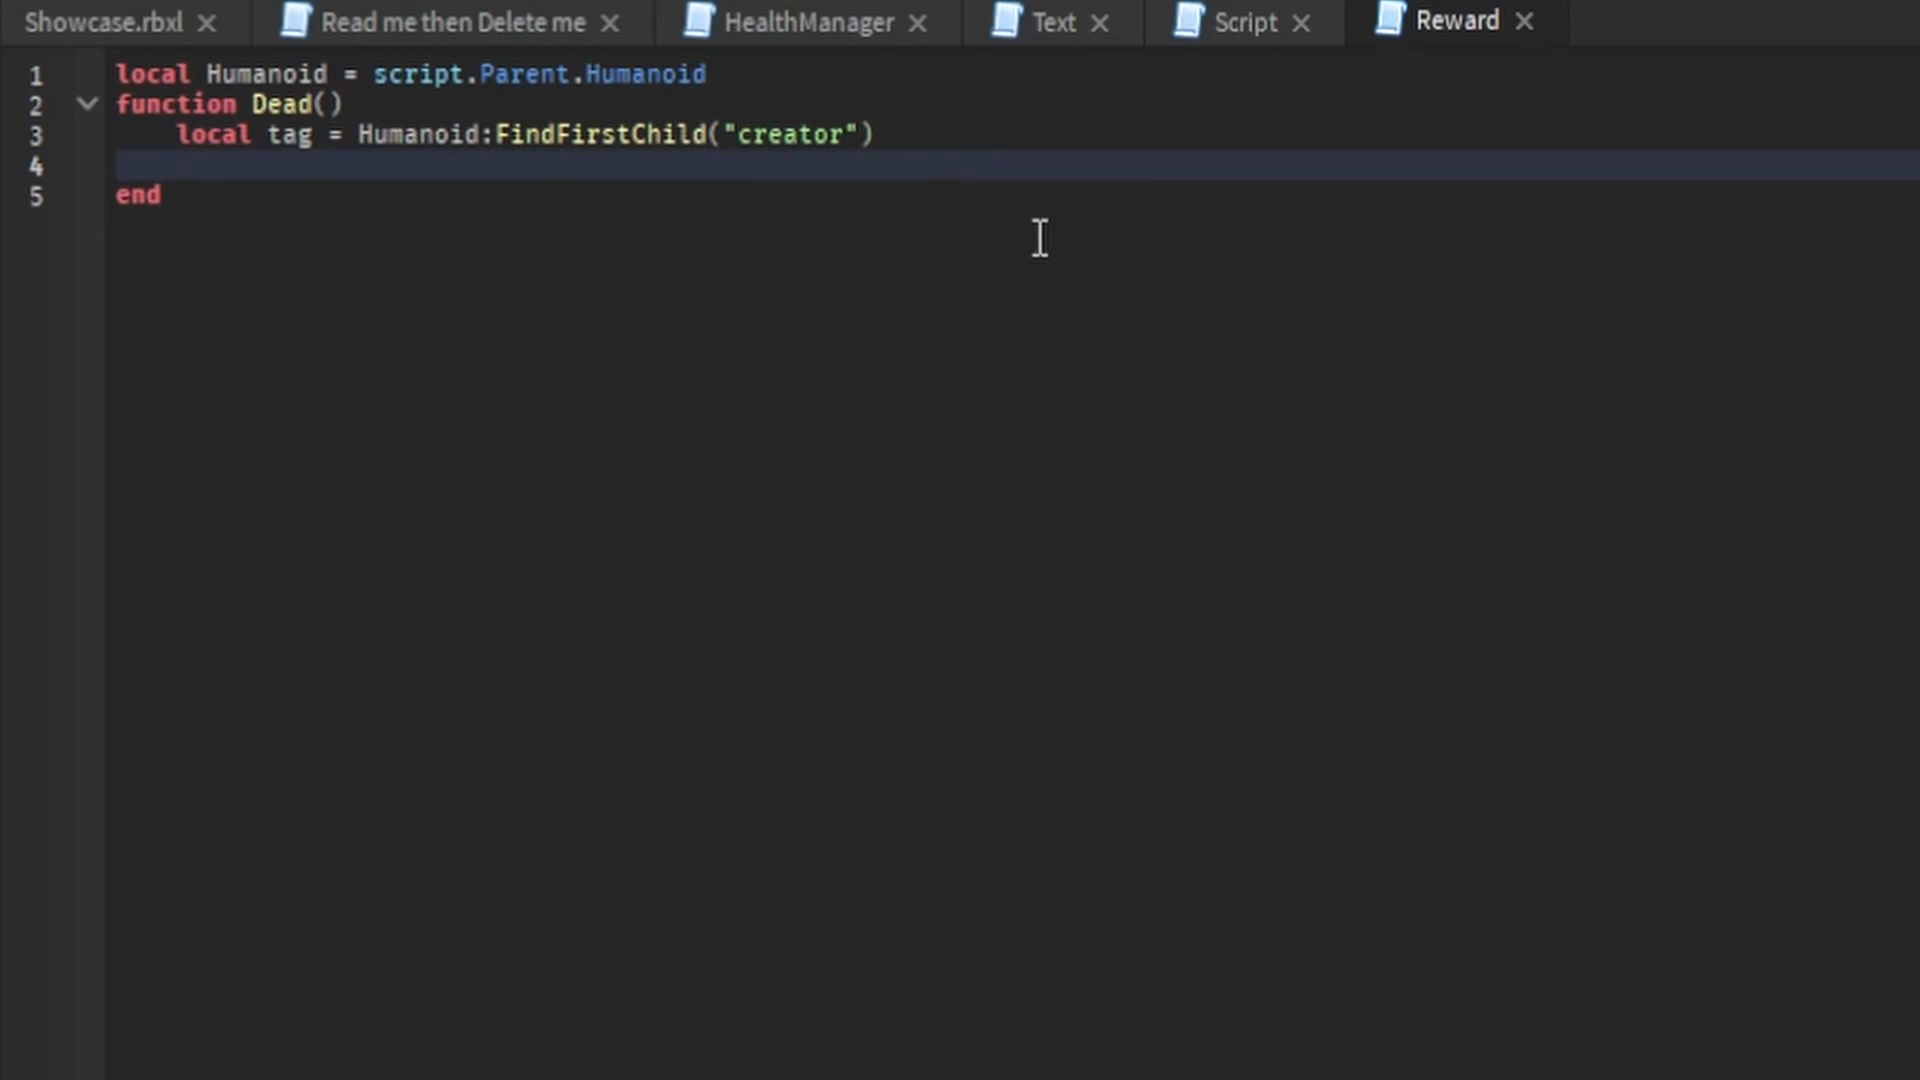 Showcase.rbxl Read me then Delete me HealthManager Text Script Reward
1 local Humanoid = script.Parent.Humanoid
2 function Dead()
3 local tag = Humanoid:FindFirstChild("creator")
4
5 end